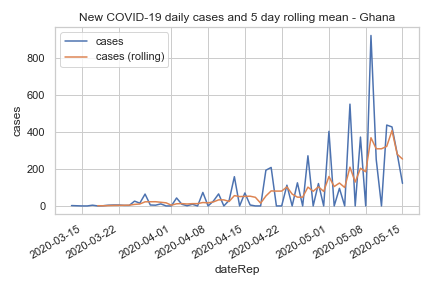 New COVID-19 daily cases and 5 day rolling mean - Ghana
cases
cases (rolling)
cases
800
600
400
200
0
2020-03-15
2020-03-22
2020-04-01
2020-04-08
2020-04-15
2020-04-22
2020-05-01
2020-05-08
2020-05-15
dateRep